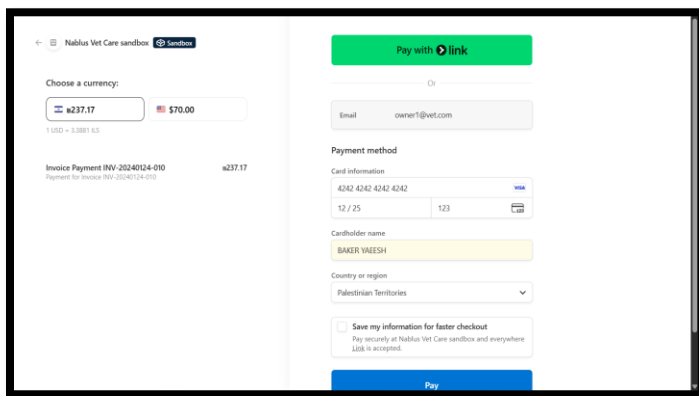 Nablus Vet Care sandbox Sandbox
Choose a currency:
₪237.17 $70.00
1 USD = 3.3881 ILS
Invoice Payment INV-20240124-010 ₪237.17
Payment for Invoice INV-20240124-010
Pay with link
Or
Email owner1@vet.com
Payment method
Card information
4242 4242 4242 4242 VISA
12 / 25 123
Cardholder name
BAKER YAEESH
Country or region
Palestinian Territories
Save my information for faster checkout
Pay securely at Nablus Vet Care sandbox and everywhere
Link is accepted.
Pay